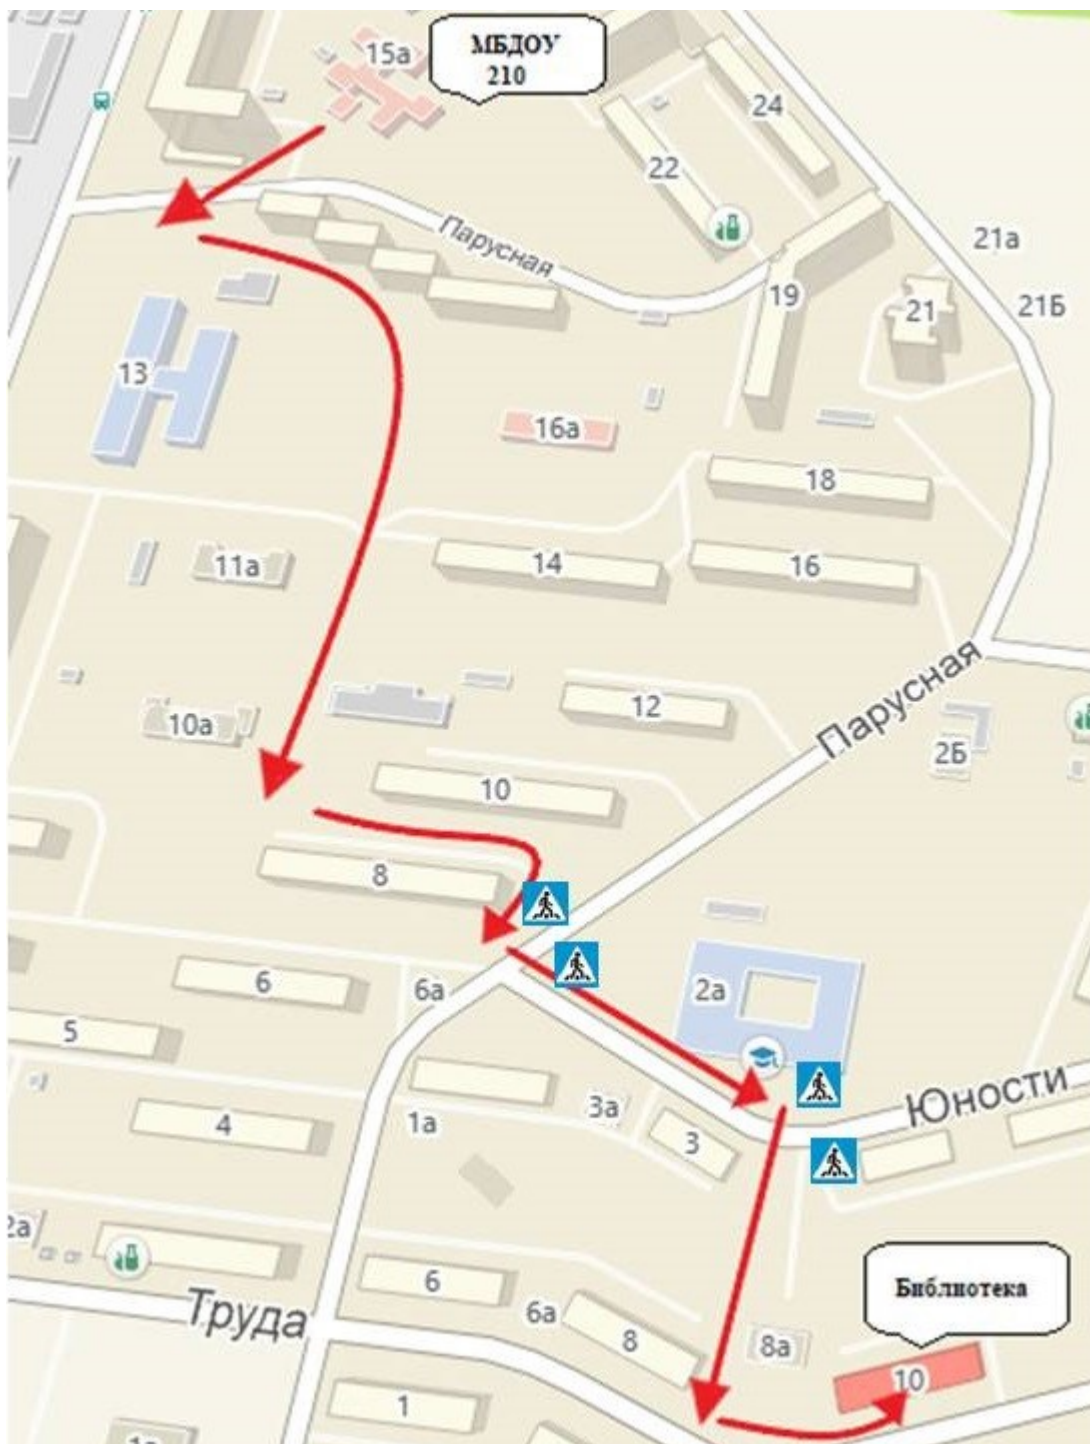 МБДОУ
210
15а
24
22
Парусная
21а
19
21
21Б
13
16а
18
11а
14
16
Парусная
10а
12
2Б
10
8
6
6а
2а
5
Юности
4
1а
3а
3
2а
Труда
6
6а
8
8а
Библиотека
10
1